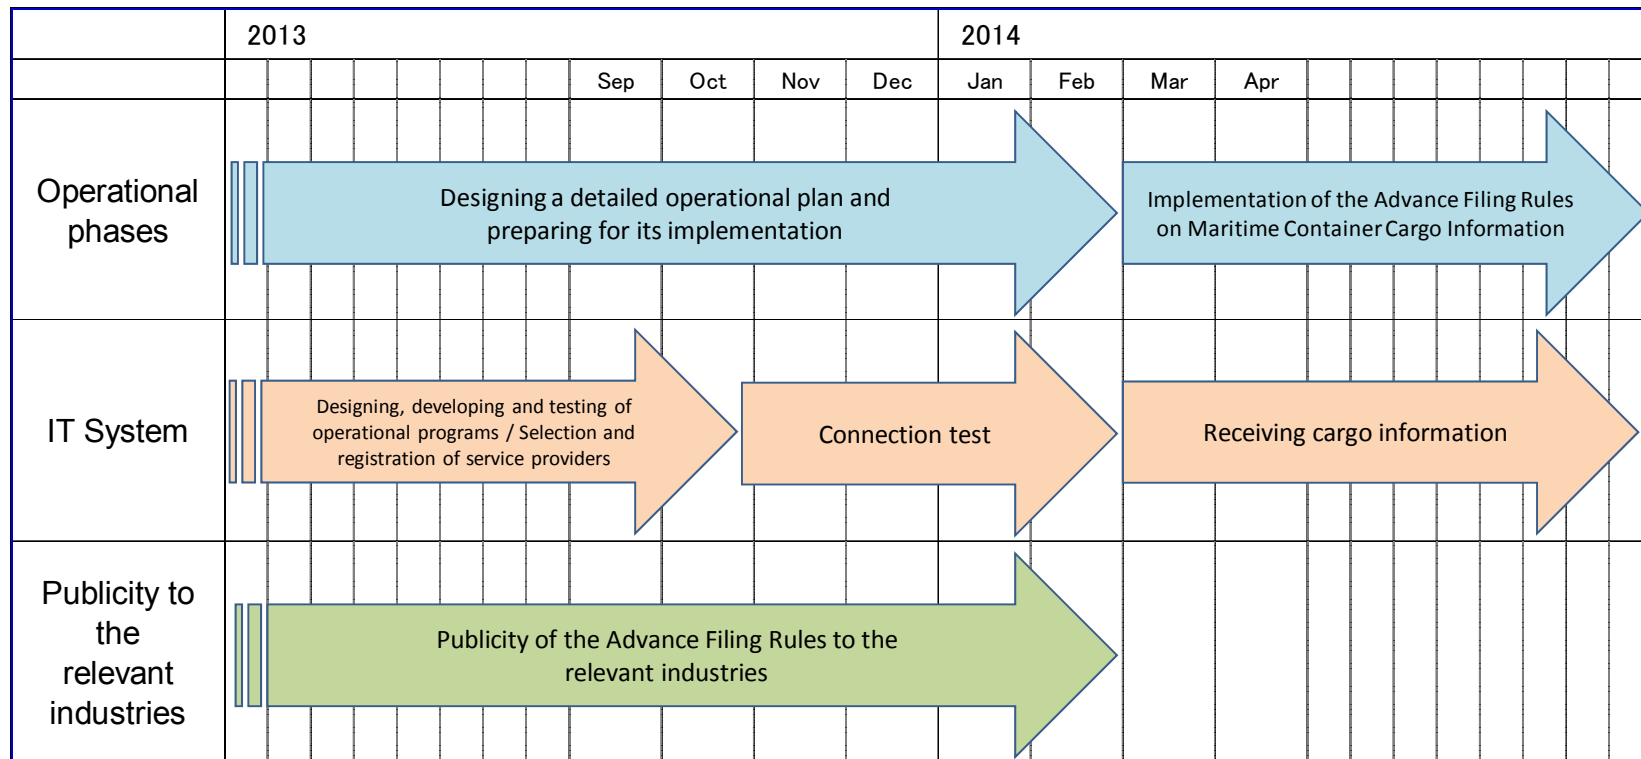 2013
2014
Sep
Oct
Nov
Dec
Jan
Feb
Mar
Apr
Operational
phases
Designing a detailed operational plan and
preparing for its implementation
Implementation of the Advance Filing Rules
on Maritime Container Cargo Information
IT System
Designing, developing and testing of
operational programs / Selection and
registration of service providers
Connection test
Receiving cargo information
Publicity to
the
relevant
industries
Publicity of the Advance Filing Rules to the
relevant industries